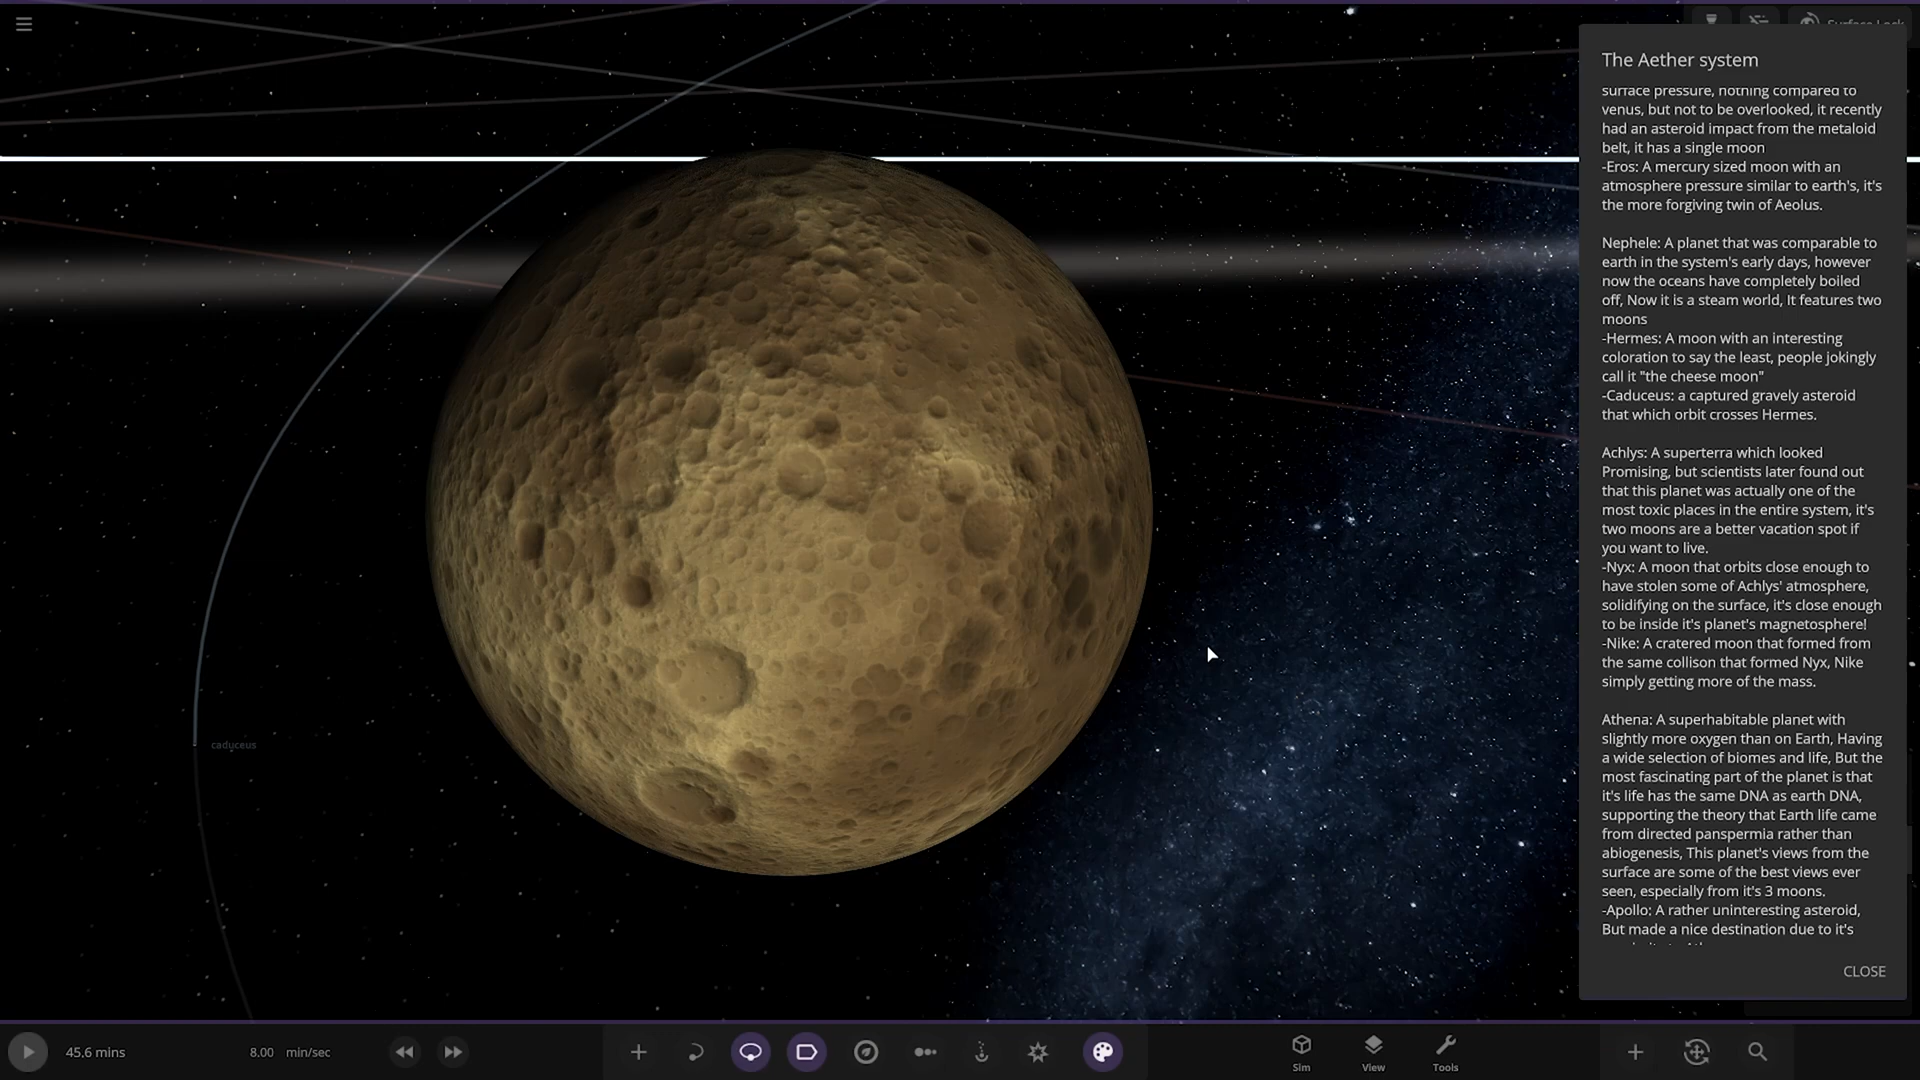 Surface Lock
The Aether system
surface pressure, nothing compared to
venus, but not to be overlooked, it recently
had an asteroid impact from the metaloid
belt, it has a single moon
-Eros: A mercury sized moon with an
atmosphere pressure similar to earth's, it's
the more forgiving twin of Aeolus.
Nephele: A planet that was comparable to
earth in the system's early days, however
now the oceans have completely boiled
off, Now it is a steam world, It features two
moons
-Hermes: A moon with an interesting
coloration to say the least, people jokingly
call it "the cheese moon"
-Caduceus: a captured gravely asteroid
that which orbit crosses Hermes.
Achlys: A superterra which looked
Promising, but scientists later found out
that this planet was actually one of the
most toxic places in the entire system, it's
two moons are a better vacation spot if
you want to live.
-Nyx: A moon that orbits close enough to
have stolen some of Achlys' atmosphere,
solidifying on the surface, it's close enough
to be inside it's planet's magnetosphere!
-Nike: A cratered moon that formed from
the same collison that formed Nyx, Nike
simply getting more of the mass.
Athena: A superhabitable planet with
slightly more oxygen than on Earth, Having
a wide selection of biomes and life, But the
most fascinating part of the planet is that
it's life has the same DNA as earth DNA,
supporting the theory that Earth life came
from directed panspermia rather than
abiogenesis, This planet's views from the
surface are some of the best views ever
seen, especially from it's 3 moons.
-Apollo: A rather uninteresting asteroid,
But made a nice destination due to it's
CLOSE
caduceus
45.6 mins
8.00 min/sec
Sim
View
Tools